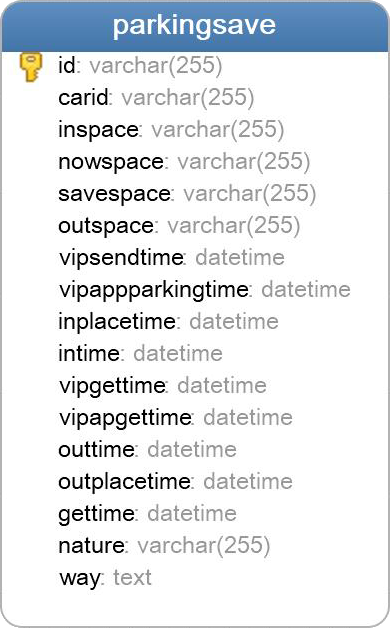 parkingsave
id: varchar(255)
carid: varchar(255)
inspace: varchar(255)
nowspace: varchar(255)
savespace: varchar(255)
outspace: varchar(255)
vipsendtime: datetime
vipappparkingtime: datetime
inplacetime: datetime
intime: datetime
vipgettime: datetime
vipapgettime: datetime
outtime: datetime
outplacetime: datetime
gettime: datetime
nature: varchar(255)
way: text